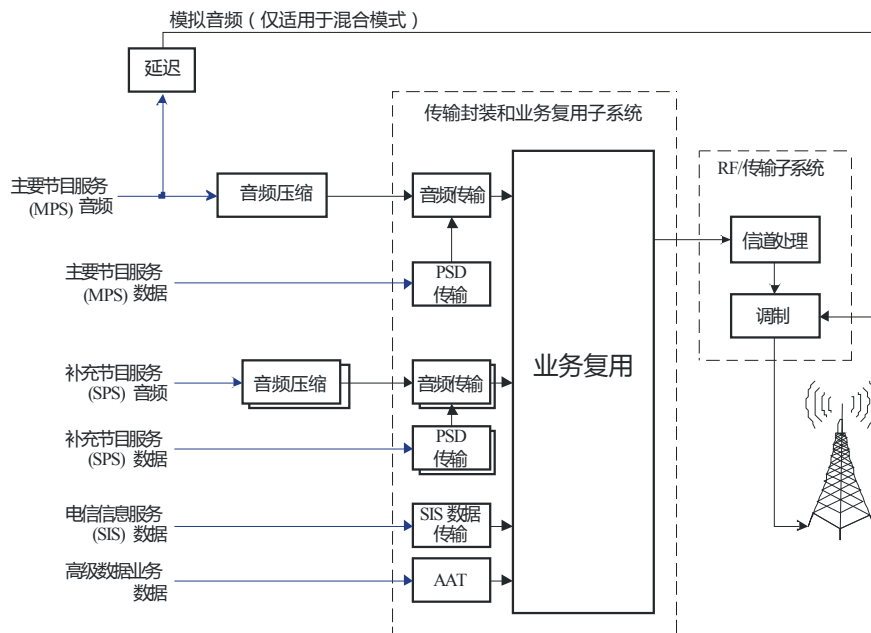 模拟音频（仅适用于混合模式）
延迟
传输封装和业务复用子系统
RF/传输子系统
主要节目服务
(MPS) 音频
音频压缩
音频传输
信道处理
主要节目服务
(MPS) 数据
PSD
传输
调制
业务复用
补充节目服务
(SPS) 音频
音频压缩
音频传输
补充节目服务
(SPS) 数据
PSD
传输
电信信息服务
(SIS) 数据
SIS 数据
传输
高级数据业务
数据
AAT